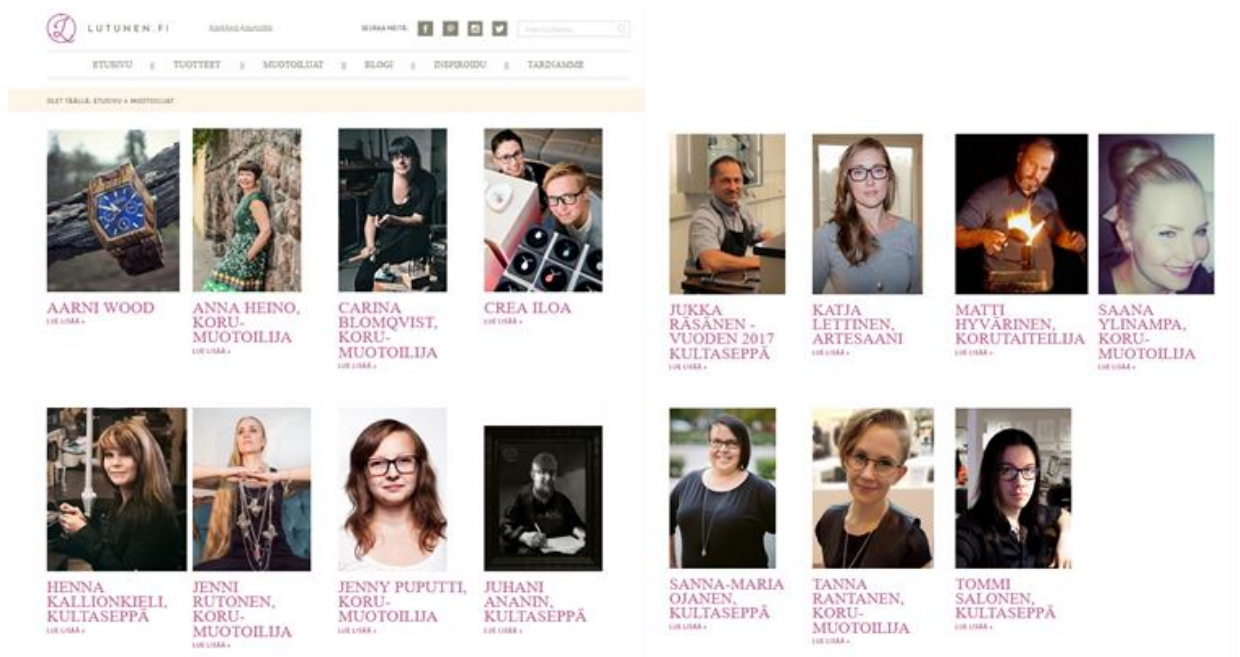 LUTUNEN.FI
SEURAA MEITÄ:
ETUSIVU || TUOTTEET || MUOTOILIJAT || BLOGI || INSPIROIDU || TARINAMME
OLET TÄÄLLÄ: ETUSIVU » MUOTOILIJAT
AARNI WOOD
LUE LISÄÄ »
ANNA HEINO,
KORU-
MUOTOILIJA
LUE LISÄÄ »
CARINA
BLOMQVIST,
KORU-
MUOTOILIJA
LUE LISÄÄ »
CREA ILOA
LUE LISÄÄ »
JUKKA
RÄSÄNEN -
VUODEN 2017
KULTASEPPÄ
LUE LISÄÄ »
KATJA
LETTINEN,
ARTESAANI
LUE LISÄÄ »
MATTI
HYVÄRINEN,
KORUTAITEILIJA
LUE LISÄÄ »
SAANA
YLINAMPA,
KORU-
MUOTOILIJA
LUE LISÄÄ »
HENNA
KALLIONKIELI,
KULTASEPPÄ
LUE LISÄÄ »
JENNI
RUTONEN,
KORU-
MUOTOILIJA
LUE LISÄÄ »
JENNY PUPUTTI,
KORU-
MUOTOILIJA
LUE LISÄÄ »
JUHANI
ANANIN,
KULTASEPPÄ
LUE LISÄÄ »
SANNA-MARIA
OJANEN,
KULTASEPPÄ
LUE LISÄÄ »
TANNA
RANTANEN,
KORU-
MUOTOILIJA
LUE LISÄÄ »
TOMMI
SALONEN,
KULTASEPPÄ
LUE LISÄÄ »